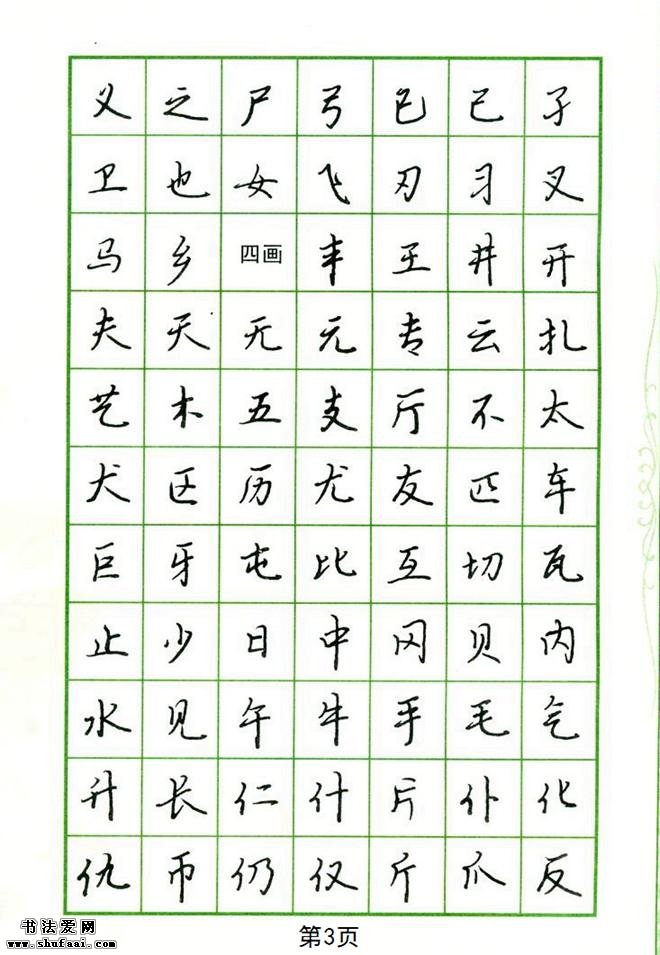 义之尸弓已己子
卫也女飞刃习叉
马乡四画丰王井开
夫天无元专云扎
艺木五支厅不太
犬区历尤友匹车
巨牙屯比互切瓦
止少日中冈贝内
水见午牛手毛气
升长仁什片仆化
仇币仍仅斤爪反
书法爱网
www.shufaai.com
第3页